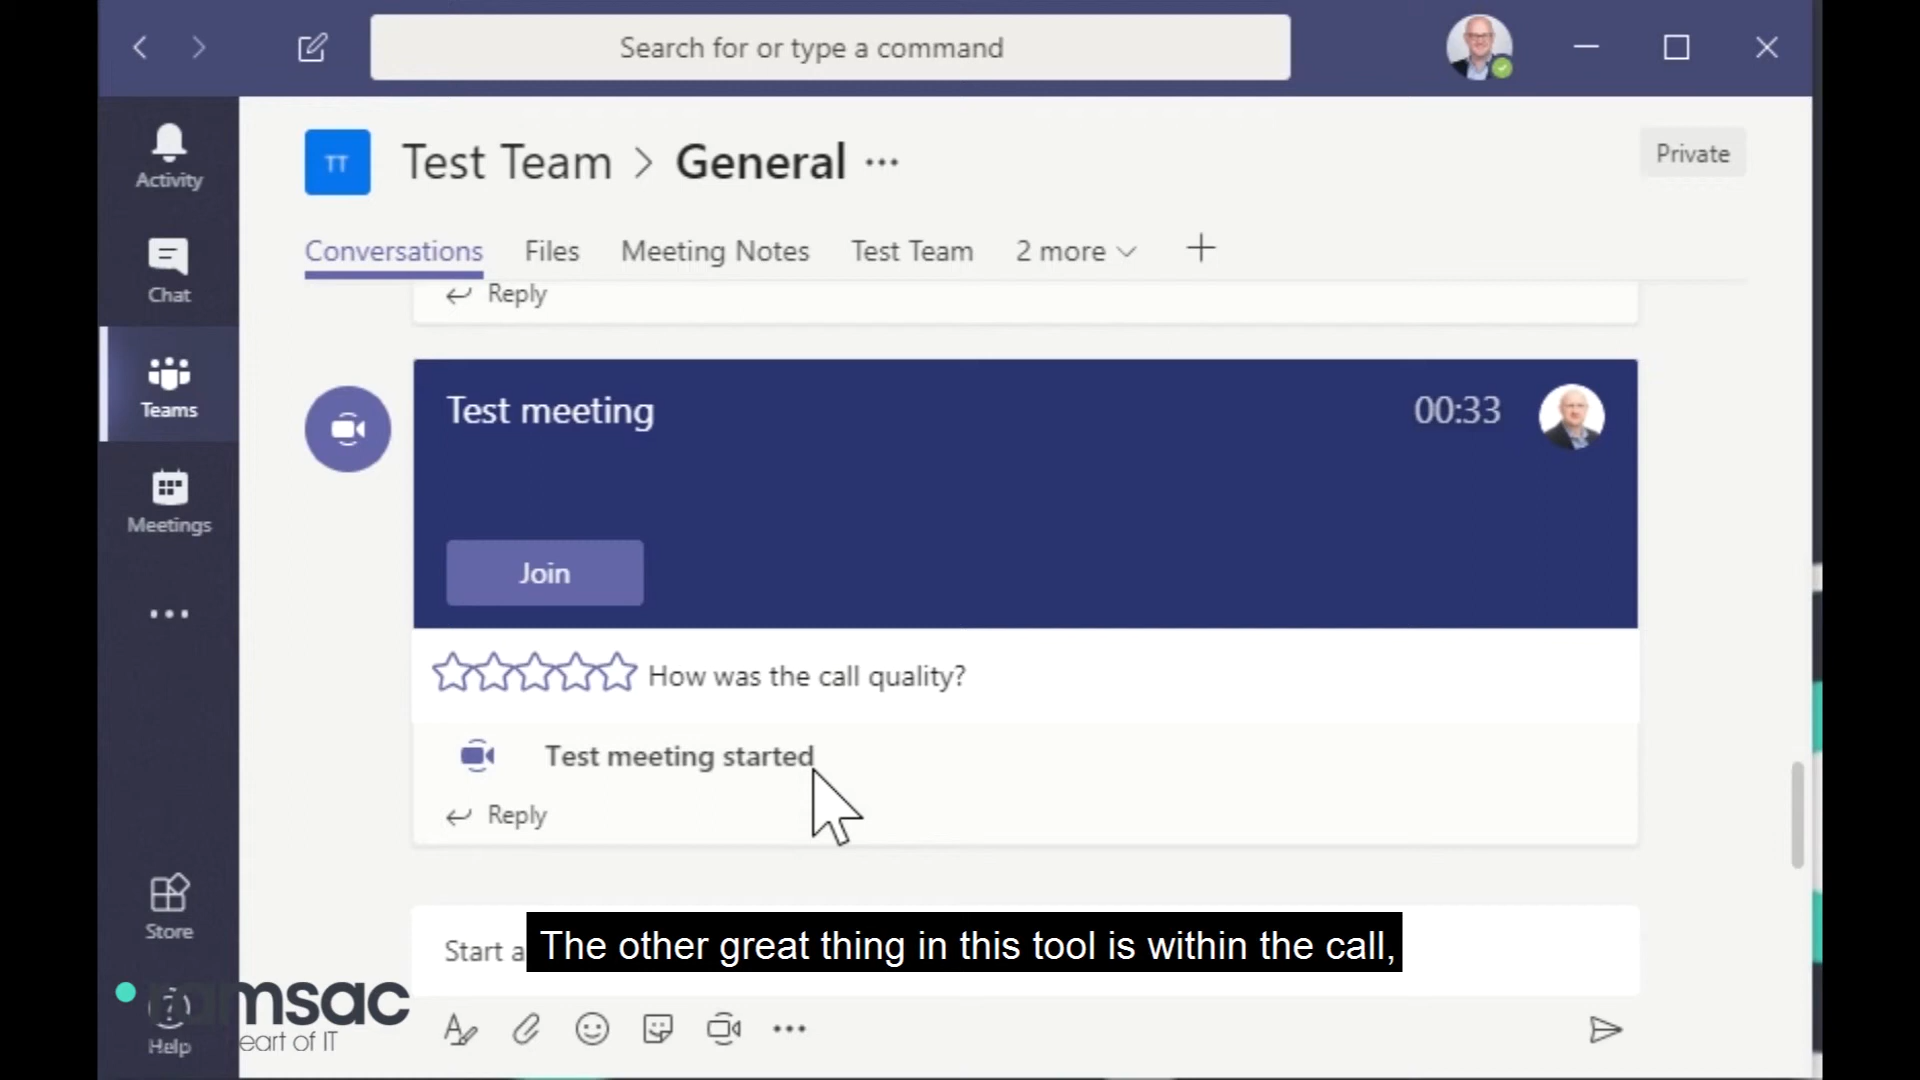 Search for or type a command
Activity
Chat
Teams
Meetings
Store
Help
TT
Test Team > General ...
Private
Conversations
Files
Meeting Notes
Test Team
2 more
Reply
Test meeting
00:33
Join
How was the call quality?
Test meeting started
Reply
Start a
The other great thing in this tool is within the call,
ramsac
eart of IT